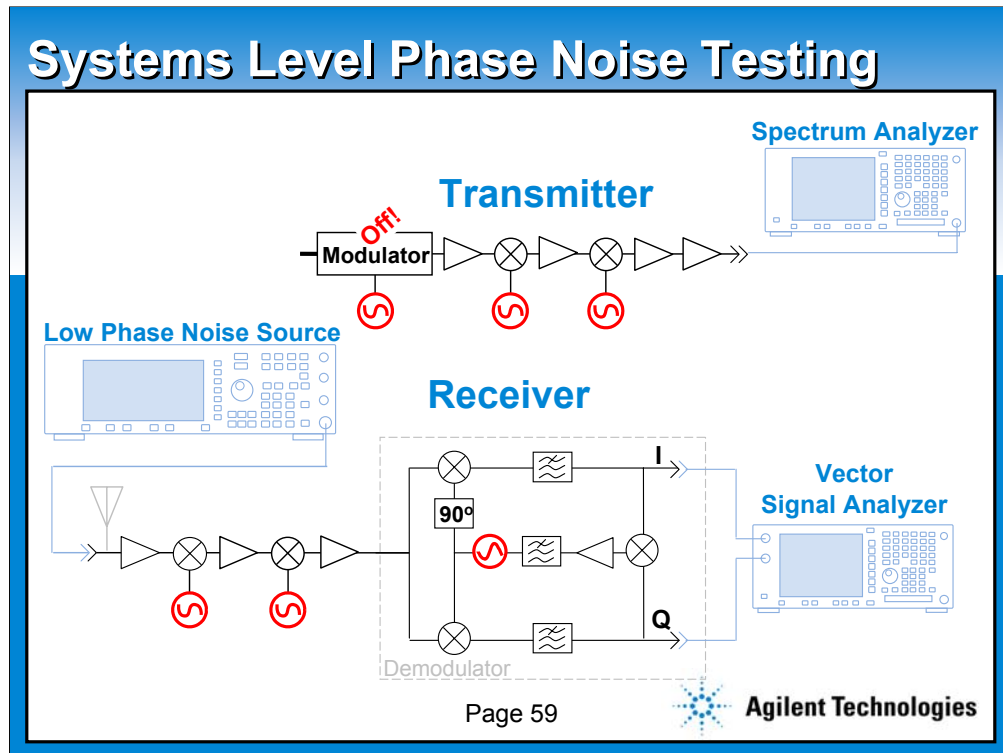 Systems Level Phase Noise Testing
Spectrum Analyzer
Transmitter
Off!
Modulator
Low Phase Noise Source
Receiver
I
90º
Vector
Signal Analyzer
Q
Demodulator
Page 59
Agilent Technologies